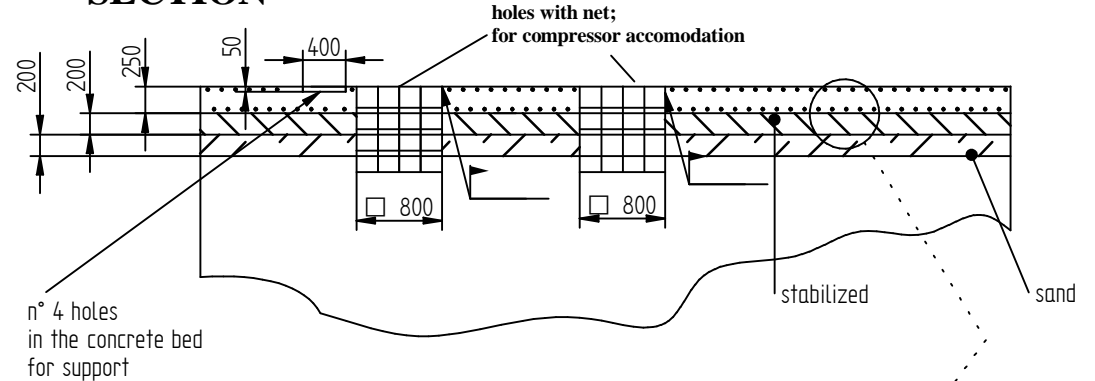 SECTION
holes with net;
for compressor accomodation
200
200
250
50
400
□ 800
□ 800
stabilized
sand
n° 4 holes
in the concrete bed
for support